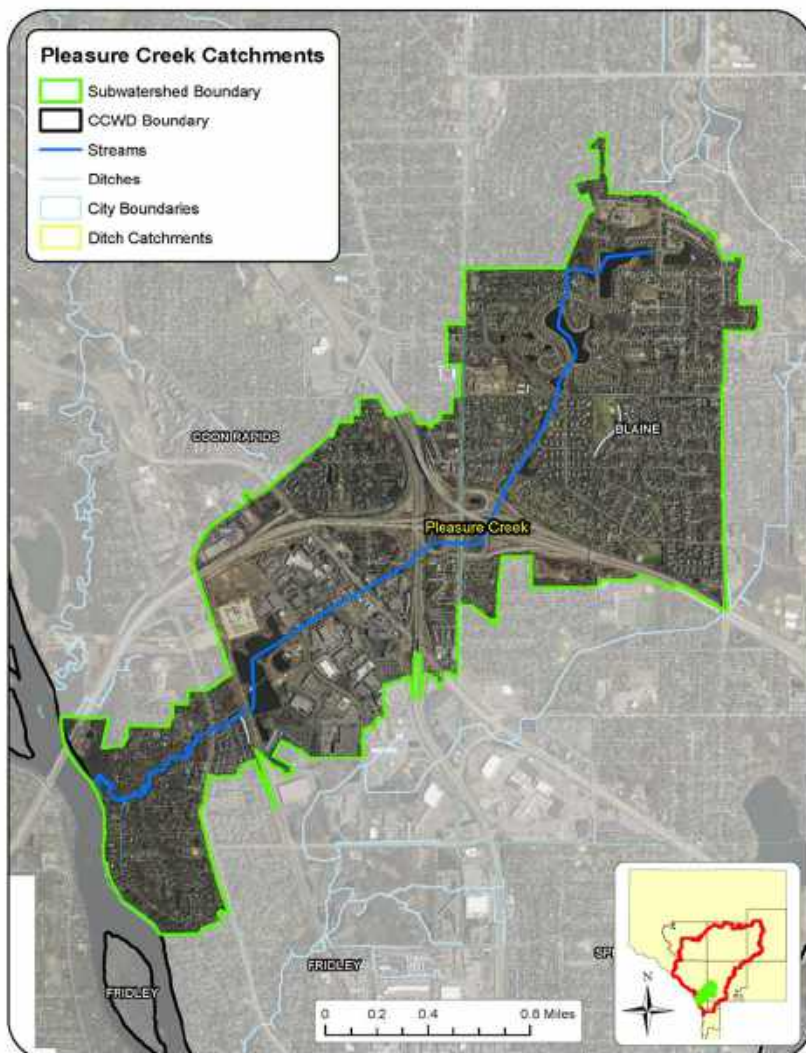 Pleasure Creek Catchments
Subwatershed Boundary
CCWD Boundary
Streams
Ditches
City Boundaries
Ditch Catchments
COON RAPIDS
BLAINE
Pleasure Creek
FRIDLEY
FRIDLEY
SP
N
0 0.2 0.4 0.8 Miles